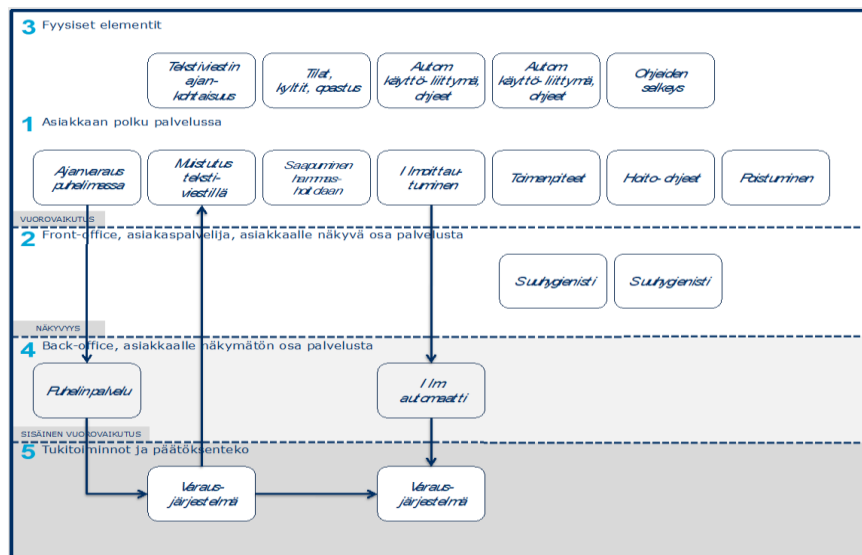 3 Fyysiset elementit
Tekstiviestin
ajan-
kohtaisuus
Tilat,
kyltit, opastus
Autom
käyttö- liittymä,
ohjeet
Autom
käyttö- liittymä,
ohjeet
Ohjeiden
selkeys
1 Asiakkaan polku palvelussa
Ajanvaraus
puhelimessa
Muistutus
teksti-
viestillä
Saapuminen
hammas-
hoitolaan
Ilmoittau-
tuminen
Toimenpiteet
Hoito- ohjeet
Poistuminen
VUOROVAIKUTUS
2 Front-office, asiakaspalvelija, asiakkaalle näkyvä osa palvelusta
Suuhygienisti
Suuhygienisti
NÄKYVYYS
4 Back-office, asiakkaalle näkymätön osa palvelusta
Puhelinpalvelu
Ilm
automaatti
SISÄINEN VUOROVAIKUTUS
5 Tukitoiminnot ja päätöksenteko
Varaus-
järjestelmä
Varaus-
järjestelmä